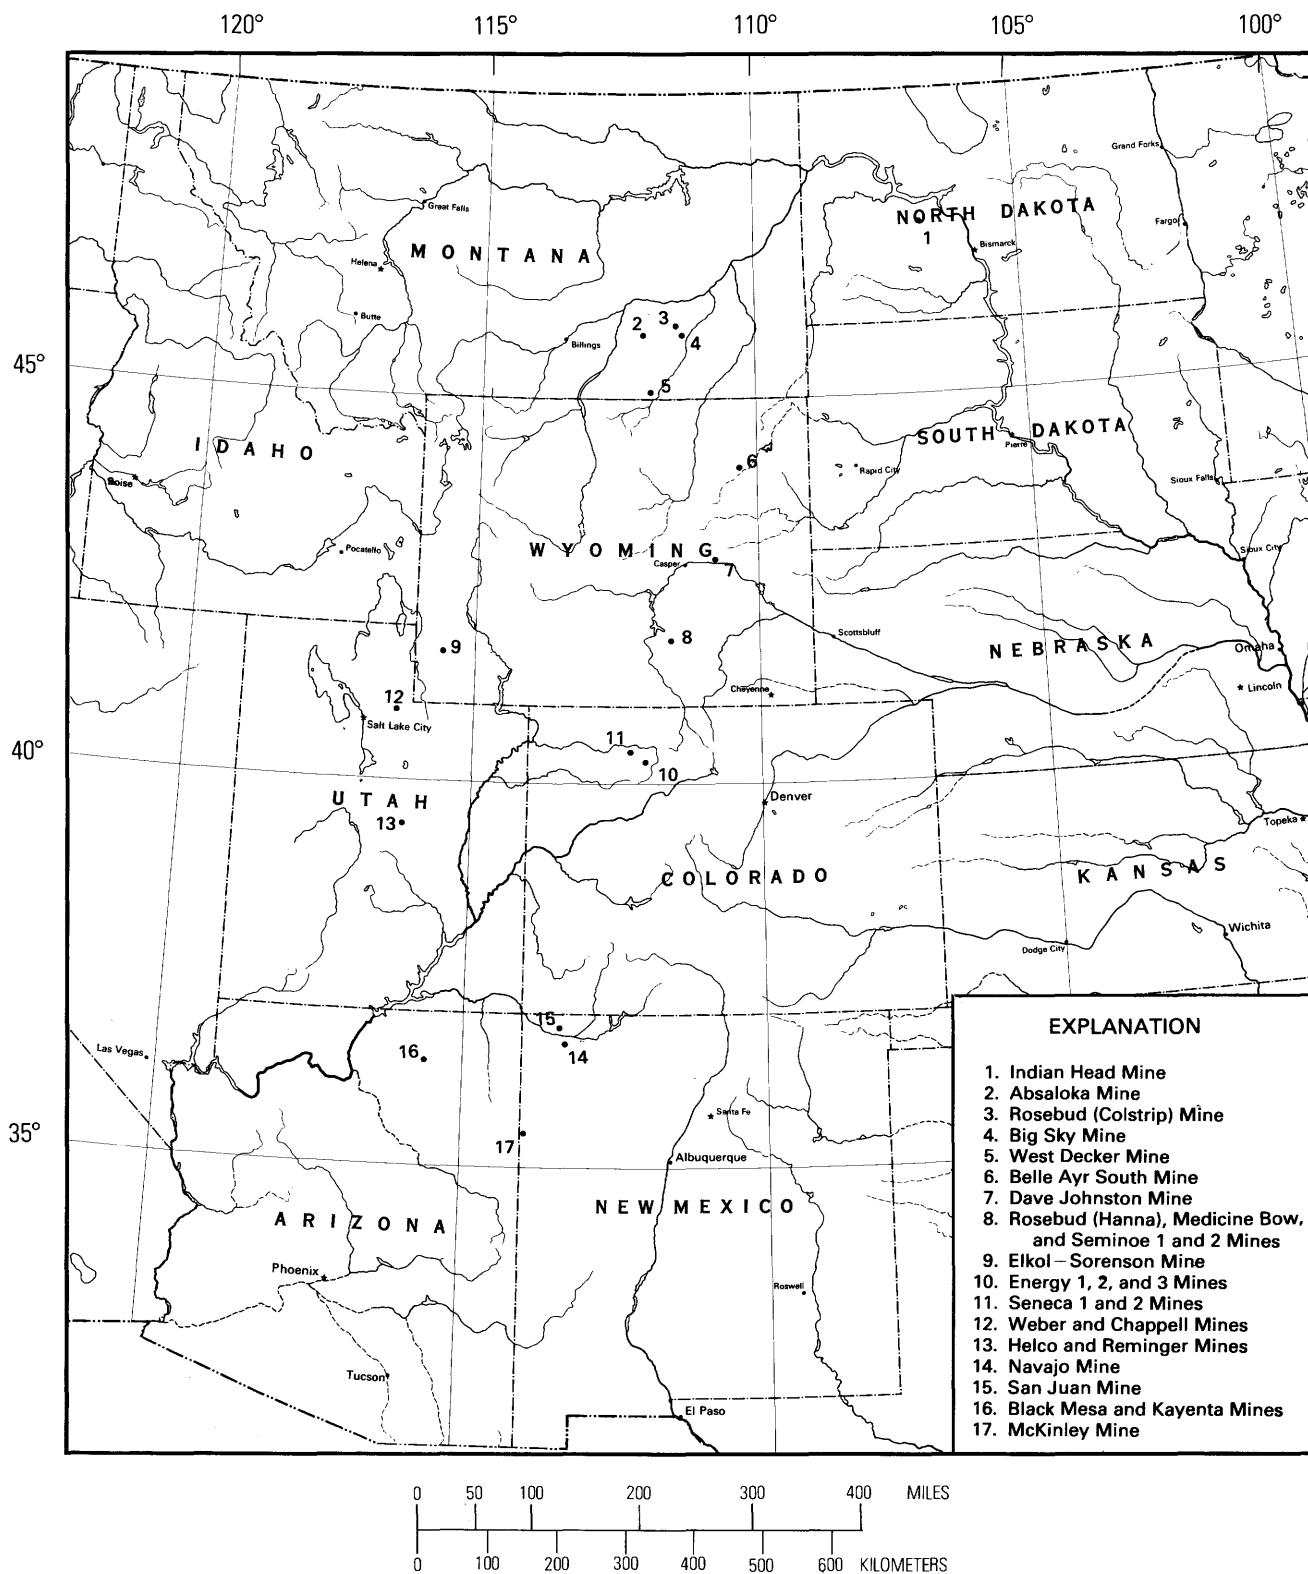 120° 115° 110° 105° 100°
Grand Forks
Great Falls
NORTH DAKOTA
Fargo
1
Bismarck
MONTANA
Helena
Butte
3
2
4
Billings
45°
5
SOUTH DAKOTA
Pierre
IDAHO
6
Rapid City
Sioux Falls
Boise
Pocatello
WYOMING
Casper
7
Sioux City
Scottsbluff
8
9
NEBRASKA
Omaha
Cheyenne
Lincoln
12
Salt Lake City
11
40°
10
UTAH
Denver
13
Topeka
COLORADO
KANSAS
Wichita
Dodge City
15
Las Vegas
16
14
Santa Fe
35°
17
Albuquerque
NEW MEXICO
ARIZONA
Phoenix
Roswell
Tucson
El Paso
EXPLANATION
1. Indian Head Mine
2. Absaloka Mine
3. Rosebud (Colstrip) Mine
4. Big Sky Mine
5. West Decker Mine
6. Belle Ayr South Mine
7. Dave Johnston Mine
8. Rosebud (Hanna), Medicine Bow,
and Seminoe 1 and 2 Mines
9. Elkol–Sorenson Mine
10. Energy 1, 2, and 3 Mines
11. Seneca 1 and 2 Mines
12. Weber and Chappell Mines
13. Helco and Reminger Mines
14. Navajo Mine
15. San Juan Mine
16. Black Mesa and Kayenta Mines
17. McKinley Mine
0 50 100 200 300 400 MILES
0 100 200 300 400 500 600 KILOMETERS